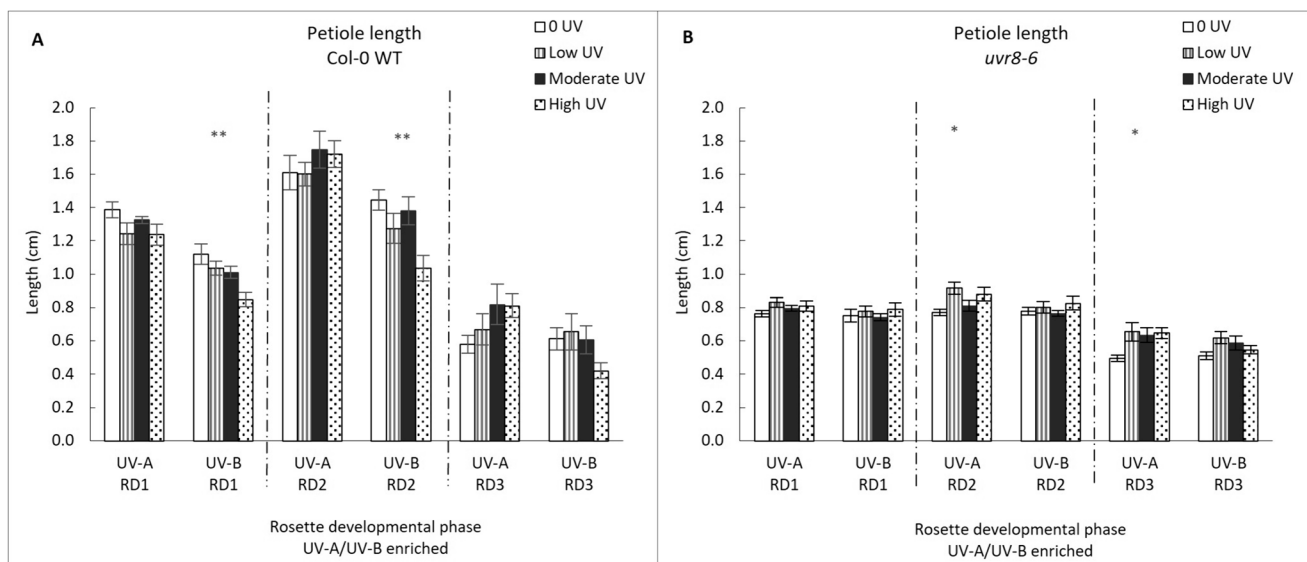 A
Petiole length
Col-0 WT
0 UV
Low UV
Moderate UV
High UV
2.0
1.8
1.6
1.4
1.2
1.0
0.8
0.6
0.4
0.2
0.0
Length (cm)
**
**
UV-A UV-B UV-A UV-B UV-A UV-B
RD1 RD1 RD2 RD2 RD3 RD3
Rosette developmental phase
UV-A/UV-B enriched
B
Petiole length
uvr8-6
0 UV
Low UV
Moderate UV
High UV
2.0
1.8
1.6
1.4
1.2
1.0
0.8
0.6
0.4
0.2
0.0
Length (cm)
*
*
UV-A UV-B UV-A UV-B UV-A UV-B
RD1 RD1 RD2 RD2 RD3 RD3
Rosette developmental phase
UV-A/UV-B enriched